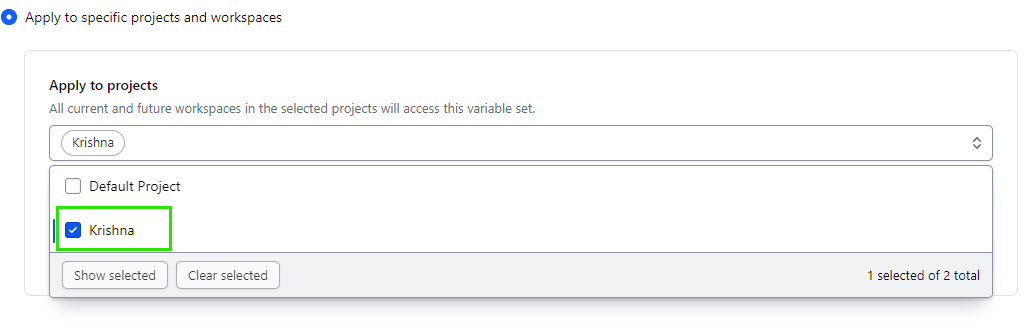 Apply to specific projects and workspaces
Apply to projects
All current and future workspaces in the selected projects will access this variable set.
Krishna
Default Project
Krishna
Show selected Clear selected 1 selected of 2 total